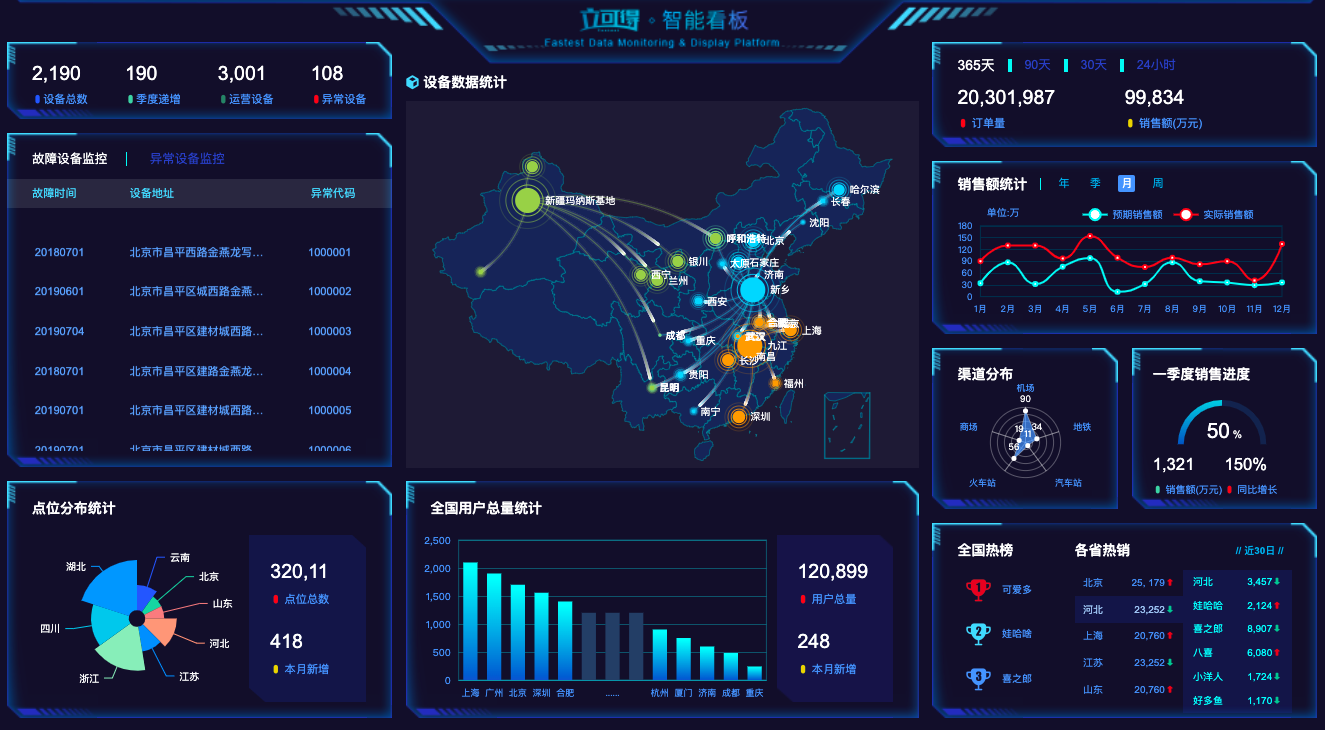 立可得 · 智能看板
Fastest Data Monitoring & Display Platform
2,190 190 3,001 108
设备总数 季度递增 运营设备 异常设备
故障设备监控 异常设备监控
故障时间 设备地址 异常代码
20180701 北京市昌平西路金燕龙写… 1000001
20190601 北京市昌平区城西路金燕… 1000002
20190704 北京市昌平区建材城西路… 1000003
20180701 北京市昌平区建路金燕龙… 1000004
20190701 北京市昌平区建材城西路… 1000005
20190701 北京市昌平区建材城西路 1000006
点位分布统计
云南
湖北
北京
山东
四川
河北
江苏
浙江
320,11
点位总数
418
本月新增
设备数据统计
哈尔滨
新疆玛纳斯基地
长春
沈阳
呼和浩特
北京
银川
太原
石家庄
西宁
济南
兰州
新乡
西安
上海
成都
武汉
重庆
九江
南昌
长沙
贵阳
福州
昆明
南宁
深圳
全国用户总量统计
2,500
2,000
1,500
1,000
500
0
上海 广州 北京 深圳 合肥 ...... 杭州 厦门 济南 成都 重庆
120,899
用户总量
248
本月新增
365天 90天 30天 24小时
20,301,987 99,834
订单量 销售额(万元)
销售额统计 年 季 月 周
单位:万 预期销售额 实际销售额
180
150
120
90
60
30
0
1月 2月 3月 4月 5月 6月 7月 8月 9月 10月 11月 12月
渠道分布
机场
90
商场 19 34 地铁
11
56
火车站 汽车站
一季度销售进度
50 %
1,321 150%
销售额(万元) 同比增长
全国热榜
1 可爱多
2 娃哈啥
3 喜之郎
各省热销 // 近30日 //
北京 25, 179
河北 23,252
上海 20,760
江苏 23,252
山东 20,760
河北 3,457
娃哈哈 2,124
喜之郎 8,907
八喜 6,080
小洋人 1,724
好多鱼 1,170